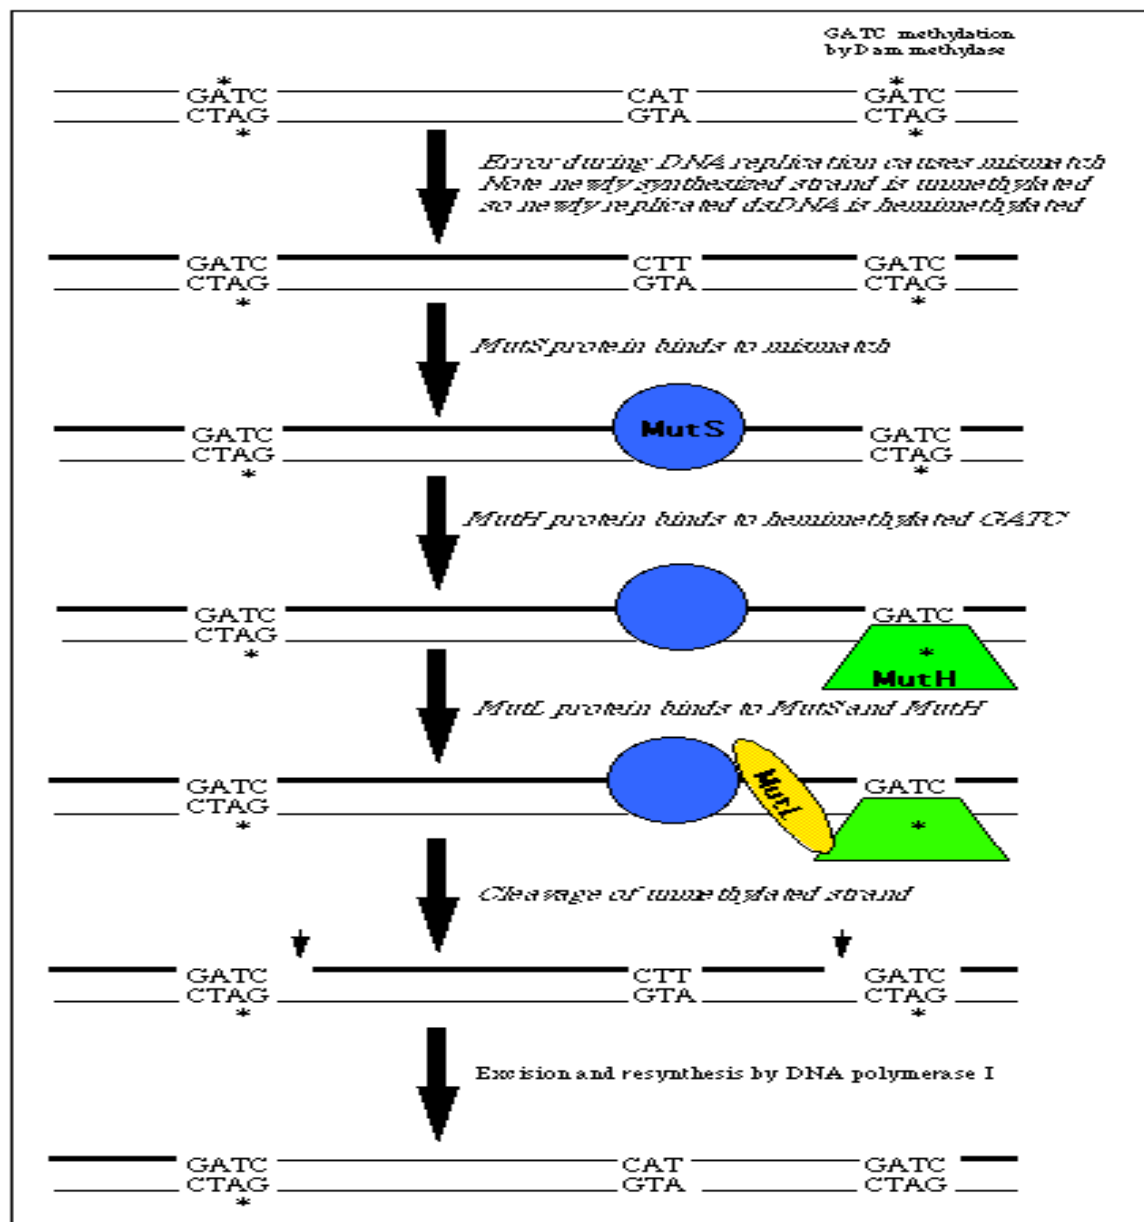 GATC methylation
by Dam methylase
* *
GATC CAT GATC
CTAG GTA CTAG
* *
Error during DNA replication causes mismatch
Note newly synthesized strand is unmethylated
so newly replicated dsDNA is hemimethylated
GATC CTT GATC
CTAG GTA CTAG
* *
MutS protein binds to mismatch
MutS
GATC GATC
CTAG CTAG
* *
MutH protein binds to hemimethylated GATC
GATC GATC
CTAG
* *
MutH
MutL protein binds to MutS and MutH
MutL
GATC GATC
CTAG
* *
Cleavage of unmethylated strand
GATC CTT GATC
CTAG GTA CTAG
* *
Excision and resynthesis by DNA polymerase I
GATC CAT GATC
CTAG GTA CTAG
*